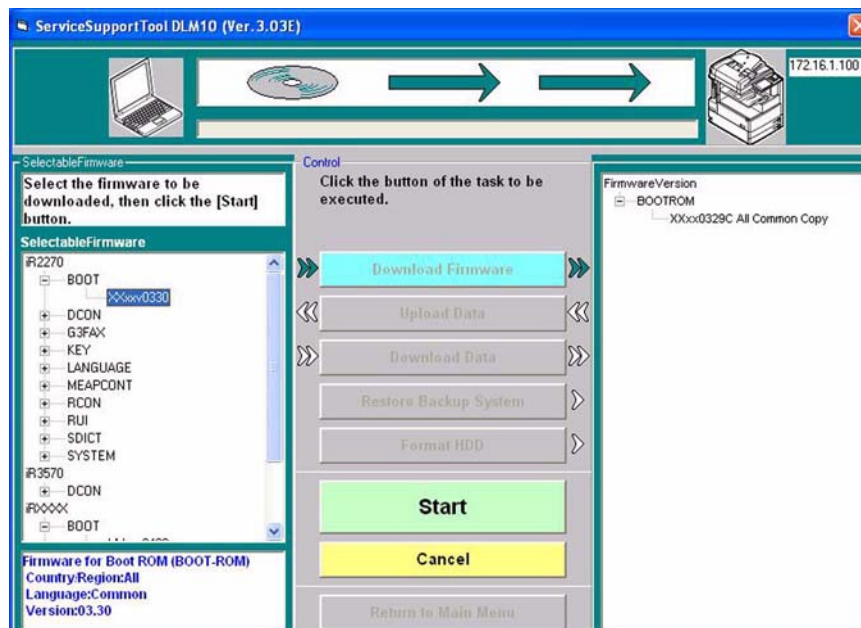 ServiceSupportTool DLM10 (Ver.3.03E)
172.16.1.100
SelectableFirmware
Select the firmware to be
downloaded, then click the [Start]
button.
SelectableFirmware
iR2270
BOOT
XXxxv0330
DCON
G3FAX
KEY
LANGUAGE
MEAPCONT
RCON
RUI
SDICT
SYSTEM
iR3570
DCON
iRXXXX
BOOT
Firmware for Boot ROM (BOOT-ROM)
Country/Region:All
Language:Common
Version:03.30
Control
Click the button of the task to be
executed.
Download Firmware
Upload Data
Download Data
Restore Backup System
Format HDD
Start
Cancel
Return to Main Menu
FirmwareVersion
BOOTROM
XXxx0329C All Common Copy